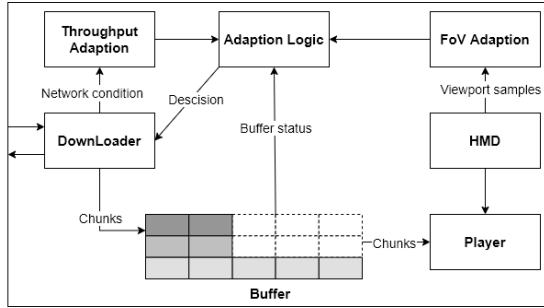 Throughput
Adaption
Adaption Logic
FoV Adaption
Network condition
Descision
Buffer status
Viewport samples
DownLoader
HMD
Chunks
Chunks
Player
Buffer